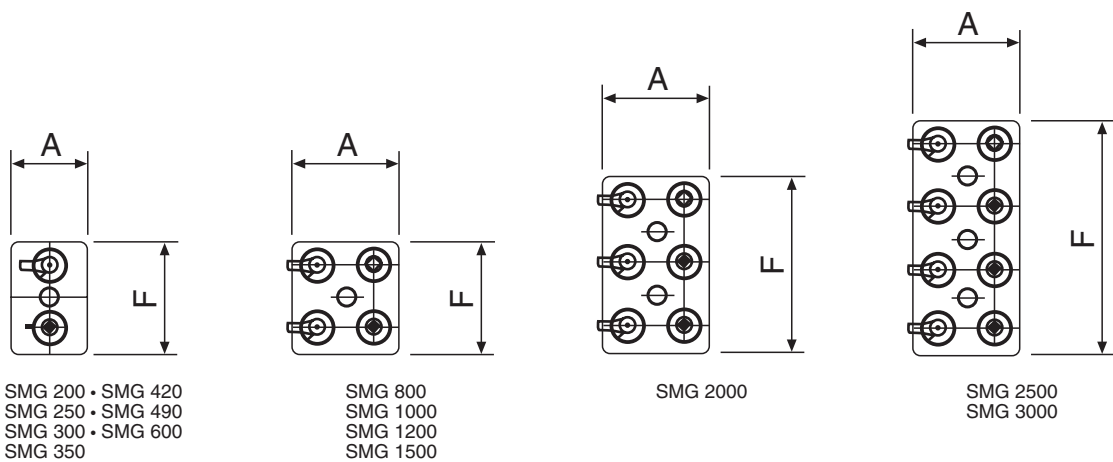 A
F
SMG 200 • SMG 420
SMG 250 • SMG 490
SMG 300 • SMG 600
SMG 350
A
F
SMG 800
SMG 1000
SMG 1200
SMG 1500
A
F
SMG 2000
A
F
SMG 2500
SMG 3000